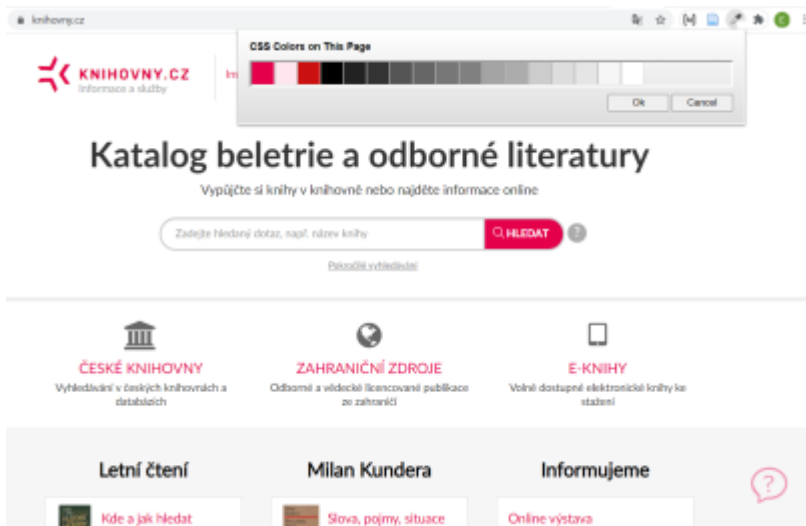 knihovny.cz
CSS Colors on This Page
KNIHOVNY.CZ
Informace a služby
Ok
Cancel
Katalog beletrie a odborné literatury
Vypůjčte si knihy v knihovně nebo najděte informace online
Zadejte hledaný dotaz, např. název knihy
HLEDAT
?
Pokročilé vyhledávání
ČESKÉ KNIHOVNY
ZAHRANIČNÍ ZDROJE
E-KNIHY
Vyhledávání v českých knihovnách a
databázích
Odborné a vědecké licencované publikace
ze zahraničí
Volně dostupné elektronické knihy ke
stažení
Letní čtení
Milan Kundera
Informujeme
?
Kde a jak hledat
Slova, pojmy, situace
Online výstava